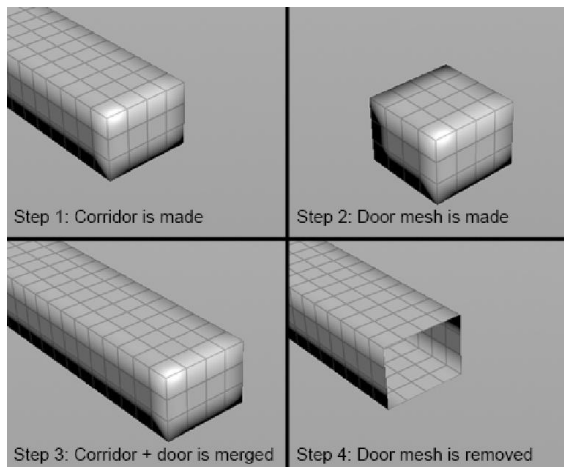 Step 1: Corridor is made
Step 2: Door mesh is made
Step 3: Corridor + door is merged
Step 4: Door mesh is removed